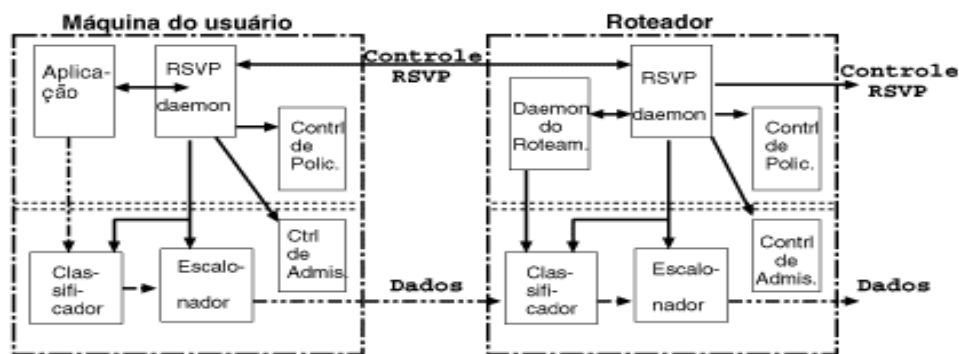 Máquina do usuário
Roteador
Aplica-
ção
RSVP
daemon
Controle
RSVP
Contrl
de
Polic.
Daemon
do
Roteam.
RSVP
daemon
Controle
RSVP
Contrl
de
Polic.
Clas-
sifi-
cador
Escalo-
nador
Ctrl
de
Admis.
Dados
Clas-
sifi-
cador
Escalo-
nador
Contrl
de
Admis.
Dados